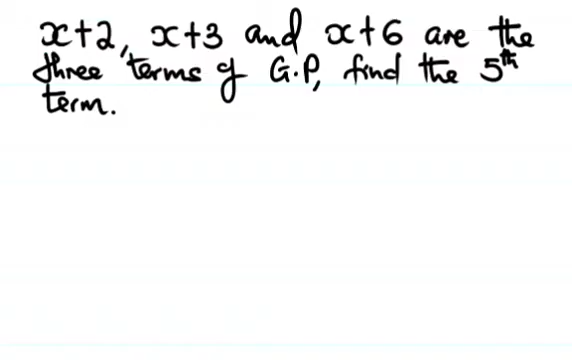 x+2, x+3 and x+6 are the
three terms of G.P, find the 5th
term.